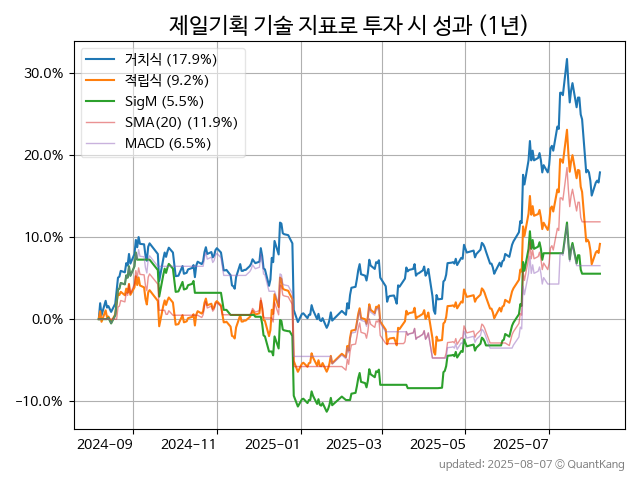 제일기획 기술 지표로 투자 시 성과 (1년)
거치식 (17.9%)
적립식 (9.2%)
SigM (5.5%)
SMA(20) (11.9%)
MACD (6.5%)
30.0%
20.0%
10.0%
0.0%
−10.0%
2024-09 2024-11 2025-01 2025-03 2025-05 2025-07
updated: 2025-08-07 © QuantKang